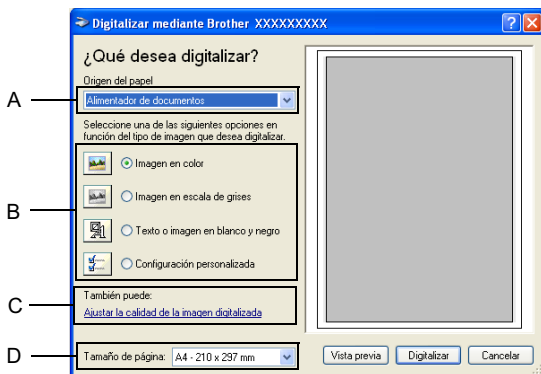 Digitalizar mediante Brother XXXXXXXXX
¿Qué desea digitalizar?
Origen del papel
A
Alimentador de documentos
Seleccione una de las siguientes opciones en
función del tipo de imagen que desea digitalizar.
B
Imagen en color
Imagen en escala de grises
Texto o imagen en blanco y negro
Configuración personalizada
C
También puede:
Ajustar la calidad de la imagen digitalizada
D
Tamaño de página: A4 - 210 x 297 mm
Vista previa Digitalizar Cancelar